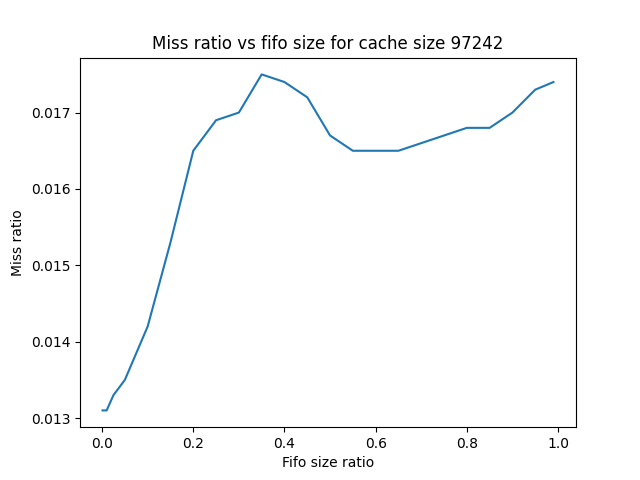 Miss ratio vs fifo size for cache size 97242
0.017
0.016
0.015
0.014
0.013
Miss ratio
0.0 0.2 0.4 0.6 0.8 1.0
Fifo size ratio